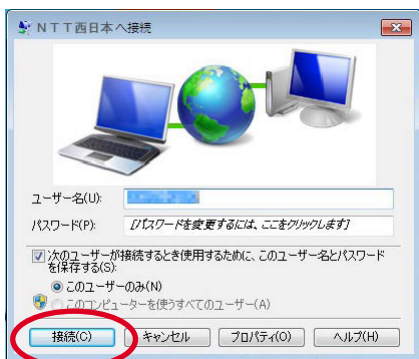 NTT西日本へ接続
ユーザー名(U):
パスワード(P): [パスワードを変更するには、ここをクリックします]
次のユーザーが接続するとき使用するために、このユーザー名とパスワード
を保存する(S):
このユーザーのみ(N)
このコンピューターを使うすべてのユーザー(A)
接続(C) キャンセル プロパティ(O) ヘルプ(H)